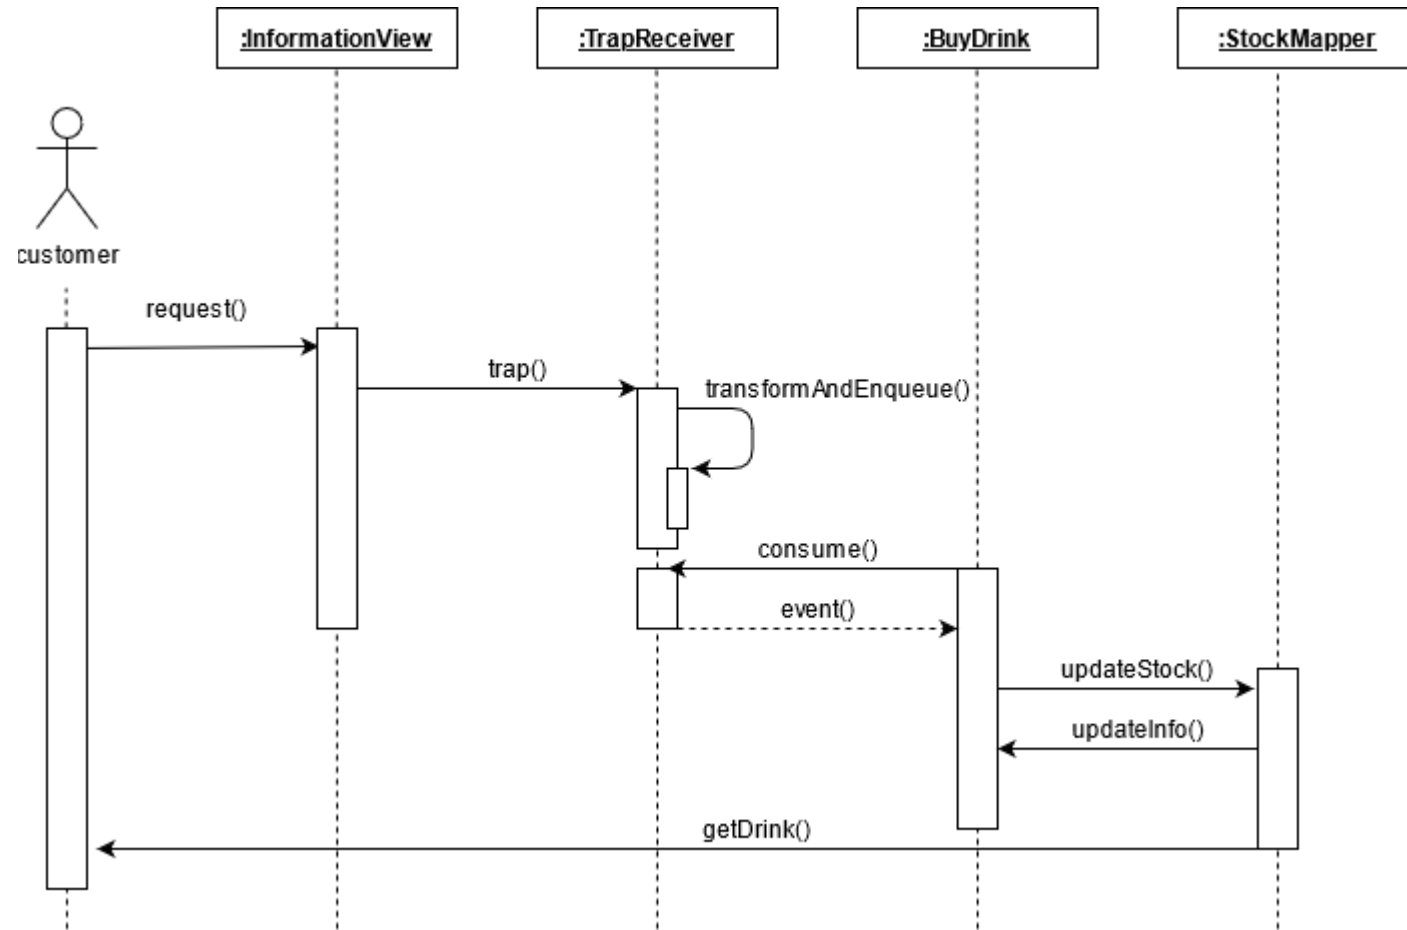 :InformationView
:TrapReceiver
:BuyDrink
:StockMapper
customer
request()
trap()
transformAndEnqueue()
consume()
event()
updateStock()
updateInfo()
getDrink()